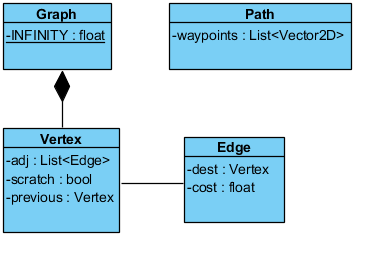 Graph
-INFINITY : float
Path
-waypoints : List<Vector2D>
Vertex
-adj : List<Edge>
-scratch : bool
-previous : Vertex
Edge
-dest : Vertex
-cost : float